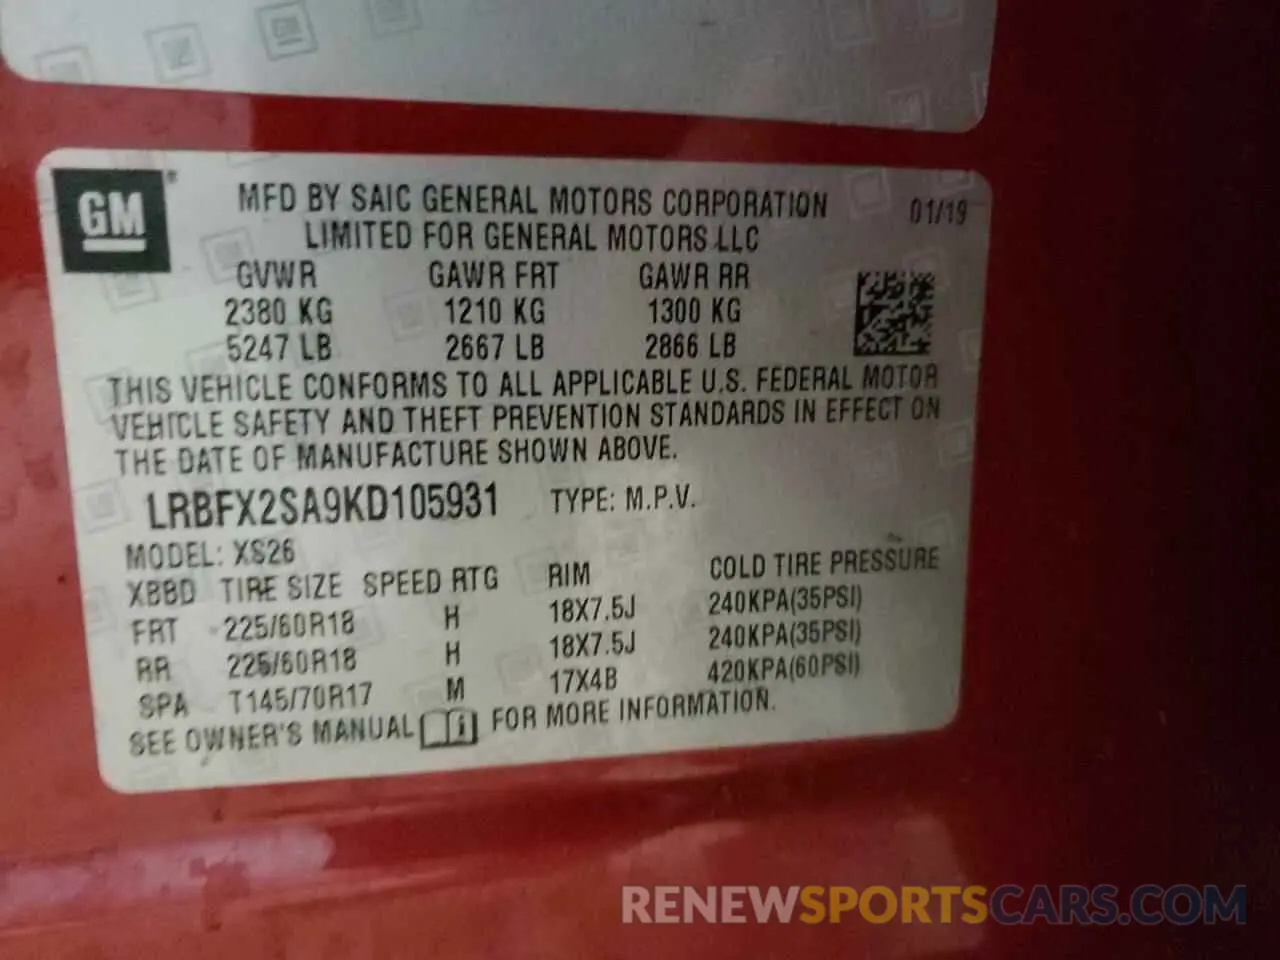 GM
GM ®
MFD BY SAIC GENERAL MOTORS CORPORATION 01/19
LIMITED FOR GENERAL MOTORS LLC
GVWR GAWR FRT GAWR RR
2380 KG 1210 KG 1300 KG
5247 LB 2667 LB 2866 LB
THIS VEHICLE CONFORMS TO ALL APPLICABLE U.S. FEDERAL MOTOR
VEHICLE SAFETY AND THEFT PREVENTION STANDARDS IN EFFECT ON
THE DATE OF MANUFACTURE SHOWN ABOVE.
LRBFX2SA9KD105931 TYPE: M.P.V.
MODEL: XS26
XBBD TIRE SIZE SPEED RTG RIM COLD TIRE PRESSURE
FRT 225/60R18 H 18X7.5J 240KPA(35PSI)
RR 225/60R18 H 18X7.5J 240KPA(35PSI)
SPA T145/70R17 M 17X4B 420KPA(60PSI)
SEE OWNER'S MANUAL FOR MORE INFORMATION.
RENEWSPORTSCARS.COM